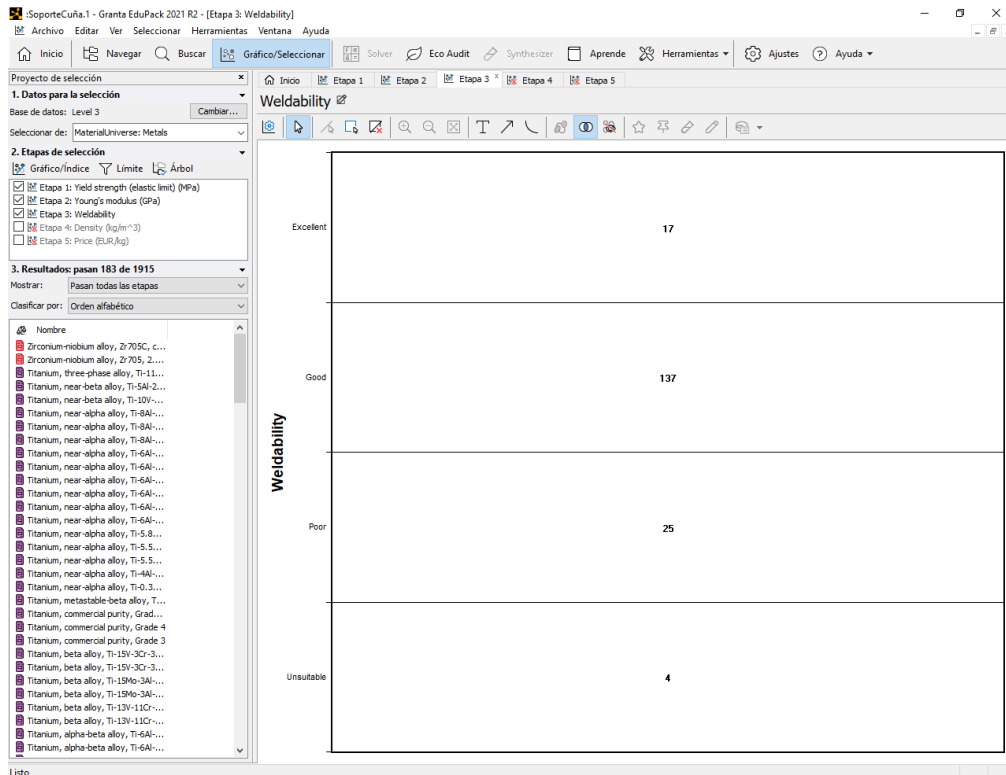 :SoporteCuña.1 - Granta EduPack 2021 R2 - [Etapa 3: Weldability]
Archivo Editar Ver Seleccionar Herramientas Ventana Ayuda
Inicio Navegar Buscar Gráfico/Seleccionar Solver Eco Audit Synthesizer Aprende Herramientas Ajustes Ayuda
Proyecto de selección
1. Datos para la selección
Base de datos: Level 3 Cambiar...
Seleccionar de: MaterialUniverse: Metals
2. Etapas de selección
Gráfico/Índice Límite Árbol
Etapa 1: Yield strength (elastic limit) (MPa)
Etapa 2: Young's modulus (GPa)
Etapa 3: Weldability
Etapa 4: Density (kg/m^3)
Etapa 5: Price (EUR/kg)
3. Resultados: pasan 183 de 1915
Mostrar: Pasan todas las etapas
Clasificar por: Orden alfabético
Nombre
Zirconium-niobium alloy, Zr705C, c...
Zirconium-niobium alloy, Zr705, 2....
Titanium, three-phase alloy, Ti-11...
Titanium, near-beta alloy, Ti-5Al-2...
Titanium, near-beta alloy, Ti-10V-...
Titanium, near-alpha alloy, Ti-8Al-...
Titanium, near-alpha alloy, Ti-8Al-...
Titanium, near-alpha alloy, Ti-8Al-...
Titanium, near-alpha alloy, Ti-6Al-...
Titanium, near-alpha alloy, Ti-6Al-...
Titanium, near-alpha alloy, Ti-6Al-...
Titanium, near-alpha alloy, Ti-6Al-...
Titanium, near-alpha alloy, Ti-6Al-...
Titanium, near-alpha alloy, Ti-6Al-...
Titanium, near-alpha alloy, Ti-5.8...
Titanium, near-alpha alloy, Ti-5.5...
Titanium, near-alpha alloy, Ti-5.5...
Titanium, near-alpha alloy, Ti-4Al-...
Titanium, near-alpha alloy, Ti-0.3...
Titanium, metastable-beta alloy, T...
Titanium, commercial purity, Grad...
Titanium, commercial purity, Grade 4
Titanium, commercial purity, Grade 3
Titanium, beta alloy, Ti-15V-3Cr-3...
Titanium, beta alloy, Ti-15V-3Cr-3...
Titanium, beta alloy, Ti-15Mo-3Al-...
Titanium, beta alloy, Ti-15Mo-3Al-...
Titanium, beta alloy, Ti-13V-11Cr-...
Titanium, beta alloy, Ti-13V-11Cr-...
Titanium, alpha-beta alloy, Ti-6Al-...
Titanium, alpha-beta alloy, Ti-6Al-...
Inicio Etapa 1 Etapa 2 Etapa 3 Etapa 4 Etapa 5
Weldability
Weldability
Excellent 17
Good 137
Poor 25
Unsuitable 4
Listo